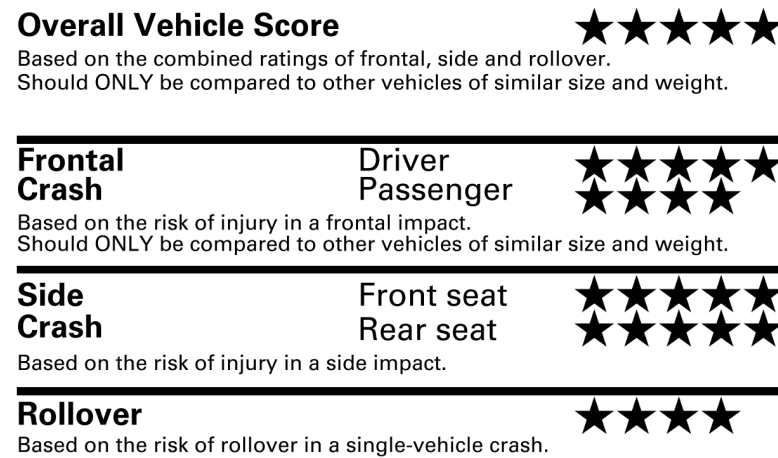 Overall Vehicle Score ★★★★★
Based on the combined ratings of frontal, side and rollover.
Should ONLY be compared to other vehicles of similar size and weight.
Frontal Driver ★★★★★
Crash Passenger ★★★★
Based on the risk of injury in a frontal impact.
Should ONLY be compared to other vehicles of similar size and weight.
Side Front seat ★★★★★
Crash Rear seat ★★★★★
Based on the risk of injury in a side impact.
Rollover ★★★★
Based on the risk of rollover in a single-vehicle crash.